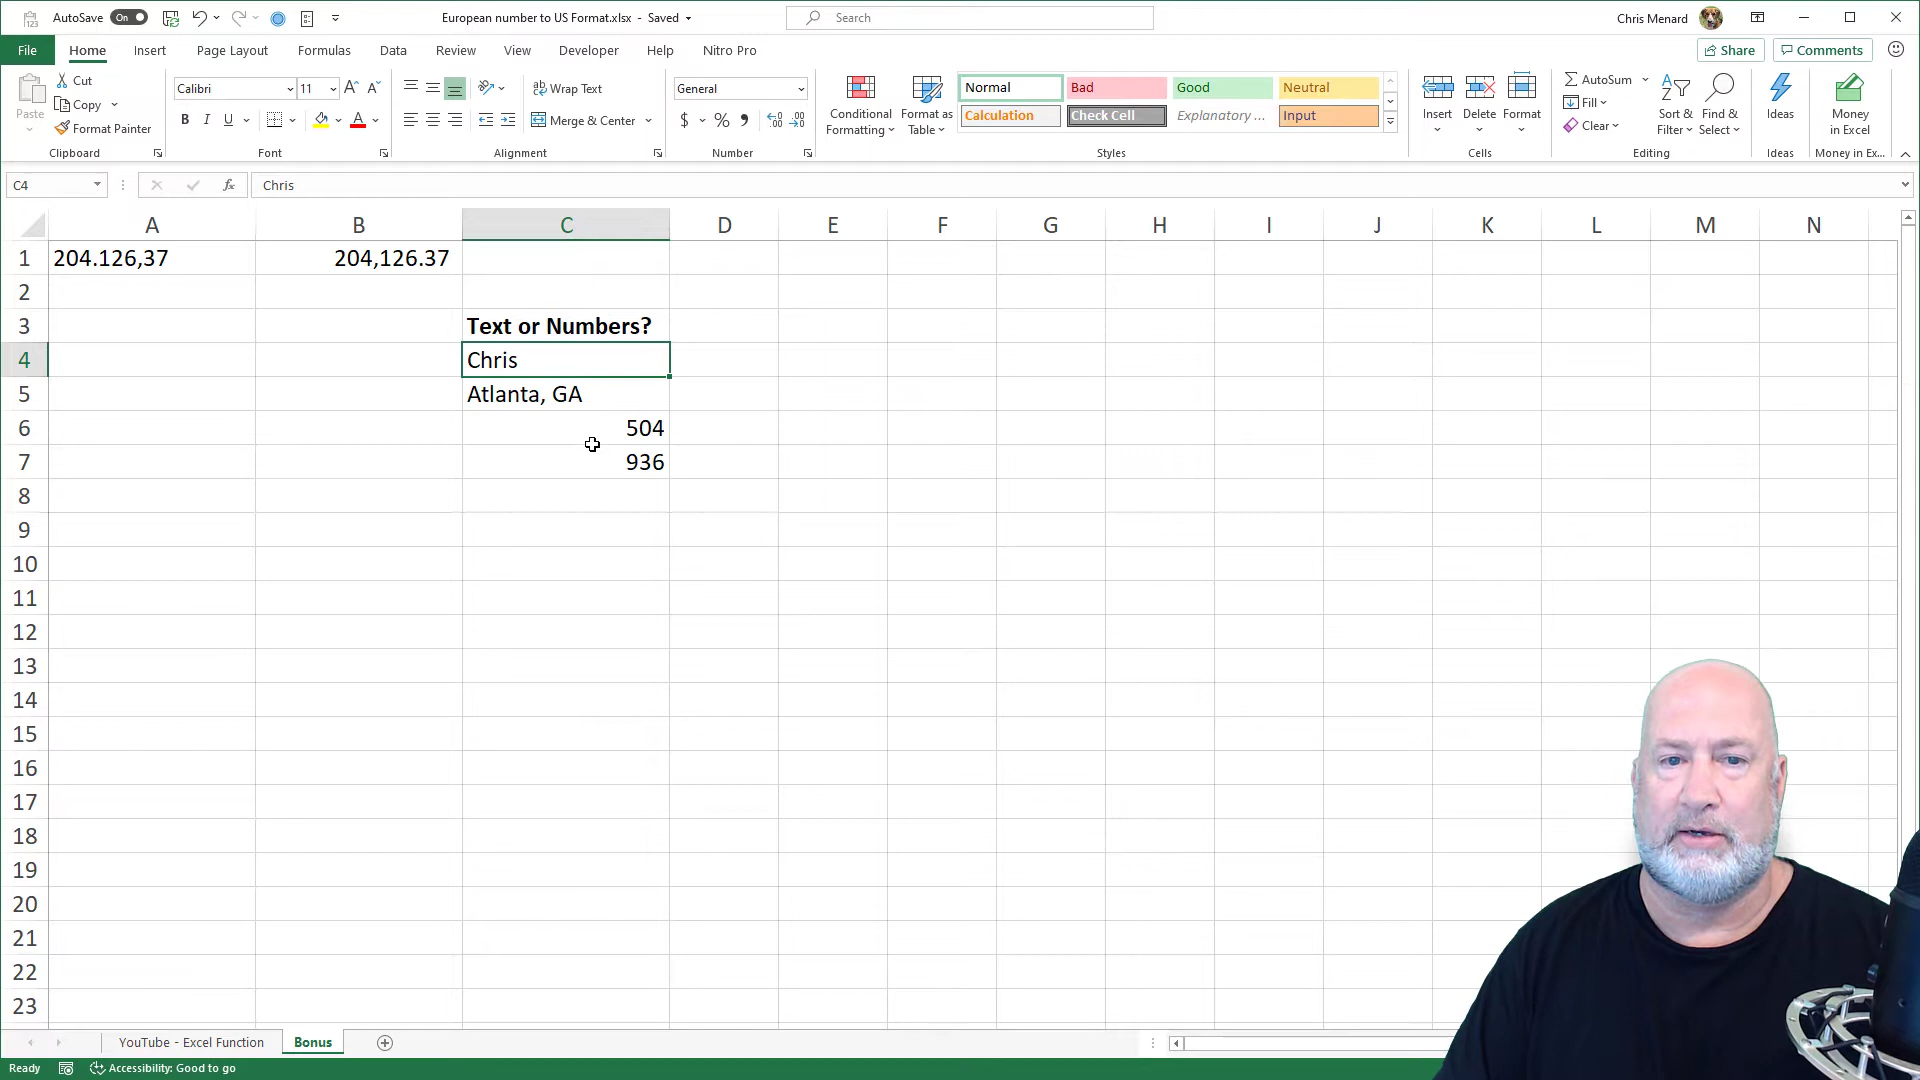 AutoSave On European number to US Format.xlsx - Saved Search Chris Menard
File Home Insert Page Layout Formulas Data Review View Developer Help Nitro Pro Share Comments
Paste Cut Copy Format Painter Clipboard
Calibri 11 B I U Font
Wrap Text Merge & Center Alignment
General $ % Number
Conditional Formatting Format as Table Normal Bad Good Neutral Calculation Check Cell Explanatory ... Input Styles
Insert Delete Format Cells
AutoSum Fill Clear Sort & Filter Find & Select Editing
Ideas Ideas
Money in Excel Money in Ex...
C4 fx Chris
A B C D E F G H I J K L M N
1 204.126,37 204,126.37
2
3 Text or Numbers?
4 Chris
5 Atlanta, GA
6 504
7 936
8
9
10
11
12
13
14
15
16
17
18
19
20
21
22
23
YouTube - Excel Function Bonus
Ready Accessibility: Good to go